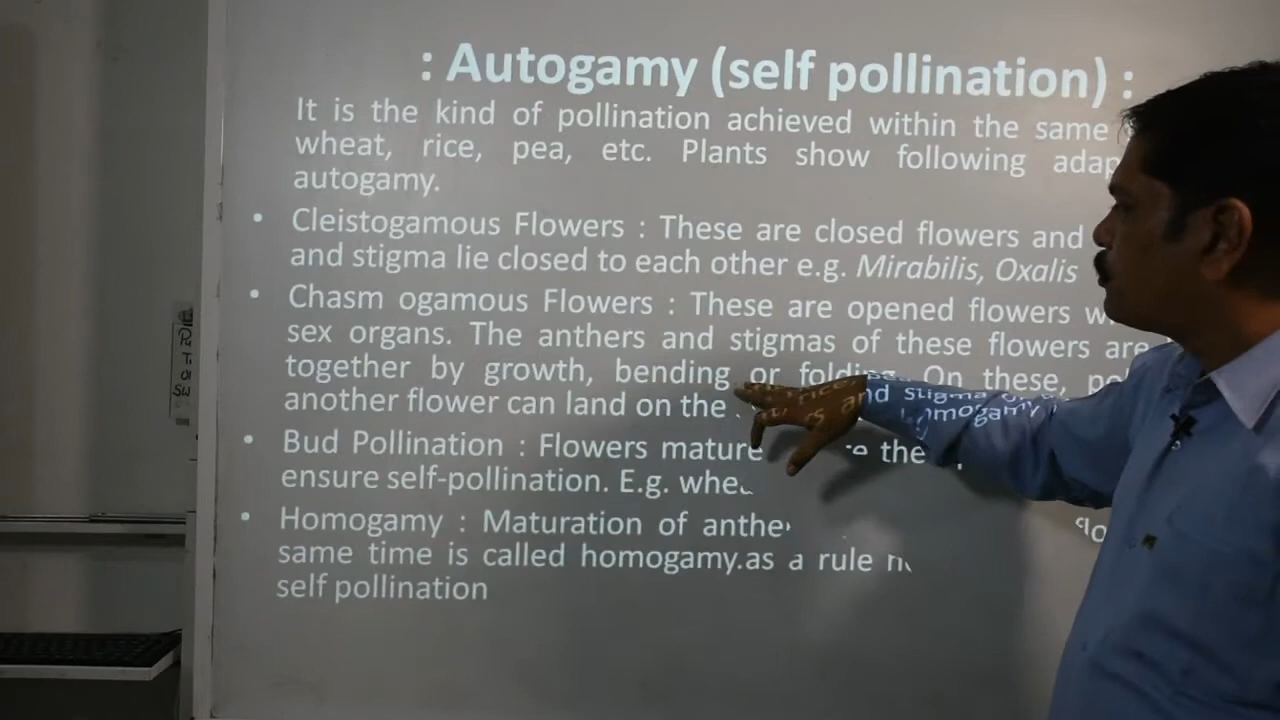 : Autogamy (self pollination) :
It is the kind of pollination achieved within the same
wheat, rice, pea, etc. Plants show following adap
autogamy.
• Cleistogamous Flowers : These are closed flowers and
and stigma lie closed to each other e.g. Mirabilis, Oxalis
• Chasm ogamous Flowers : These are opened flowers
sex organs. The anthers and stigmas of these flowers are
together by growth, bending or folding. On these,
another flower can land on the
• Bud Pollination : Flowers mature the
ensure self-pollination. E.g.
• Homogamy : Maturation of
same time is called homogamy.as a rule
self pollination